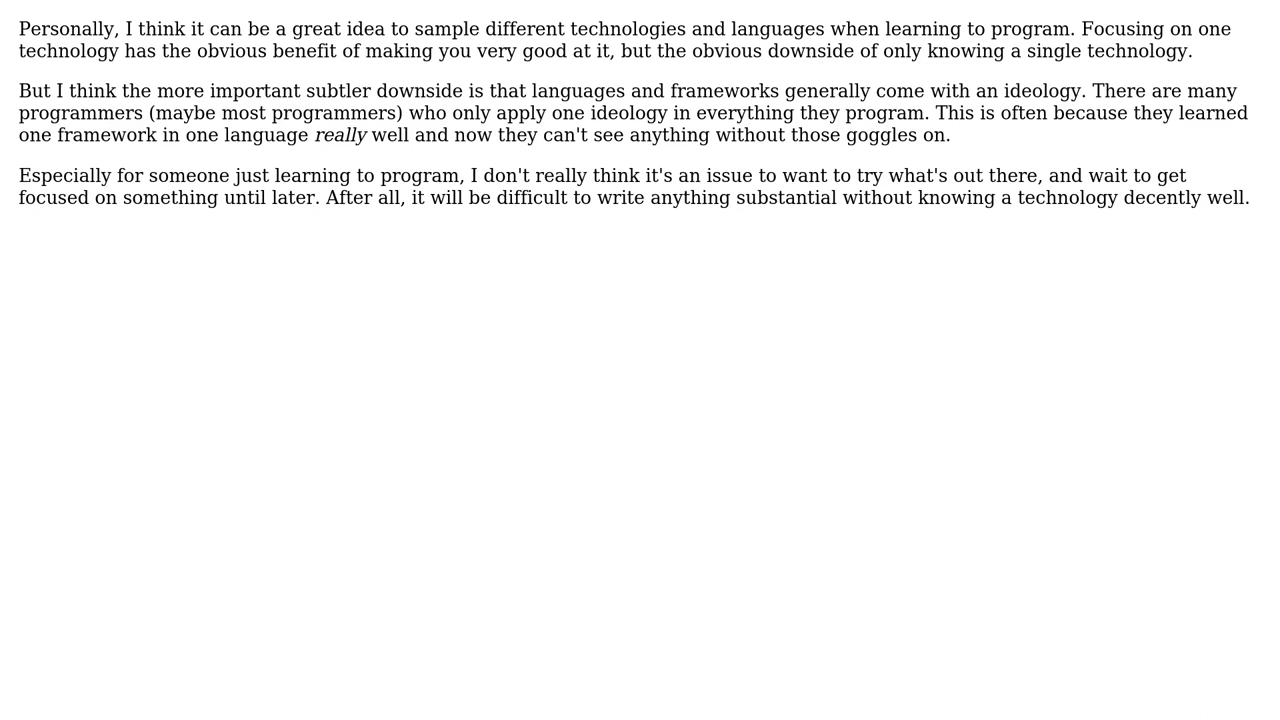 Personally, I think it can be a great idea to sample different technologies and languages when learning to program. Focusing on one
technology has the obvious benefit of making you very good at it, but the obvious downside of only knowing a single technology.
But I think the more important subtler downside is that languages and frameworks generally come with an ideology. There are many
programmers (maybe most programmers) who only apply one ideology in everything they program. This is often because they learned
one framework in one language really well and now they can't see anything without those goggles on.
Especially for someone just learning to program, I don't really think it's an issue to want to try what's out there, and wait to get
focused on something until later. After all, it will be difficult to write anything substantial without knowing a technology decently well.